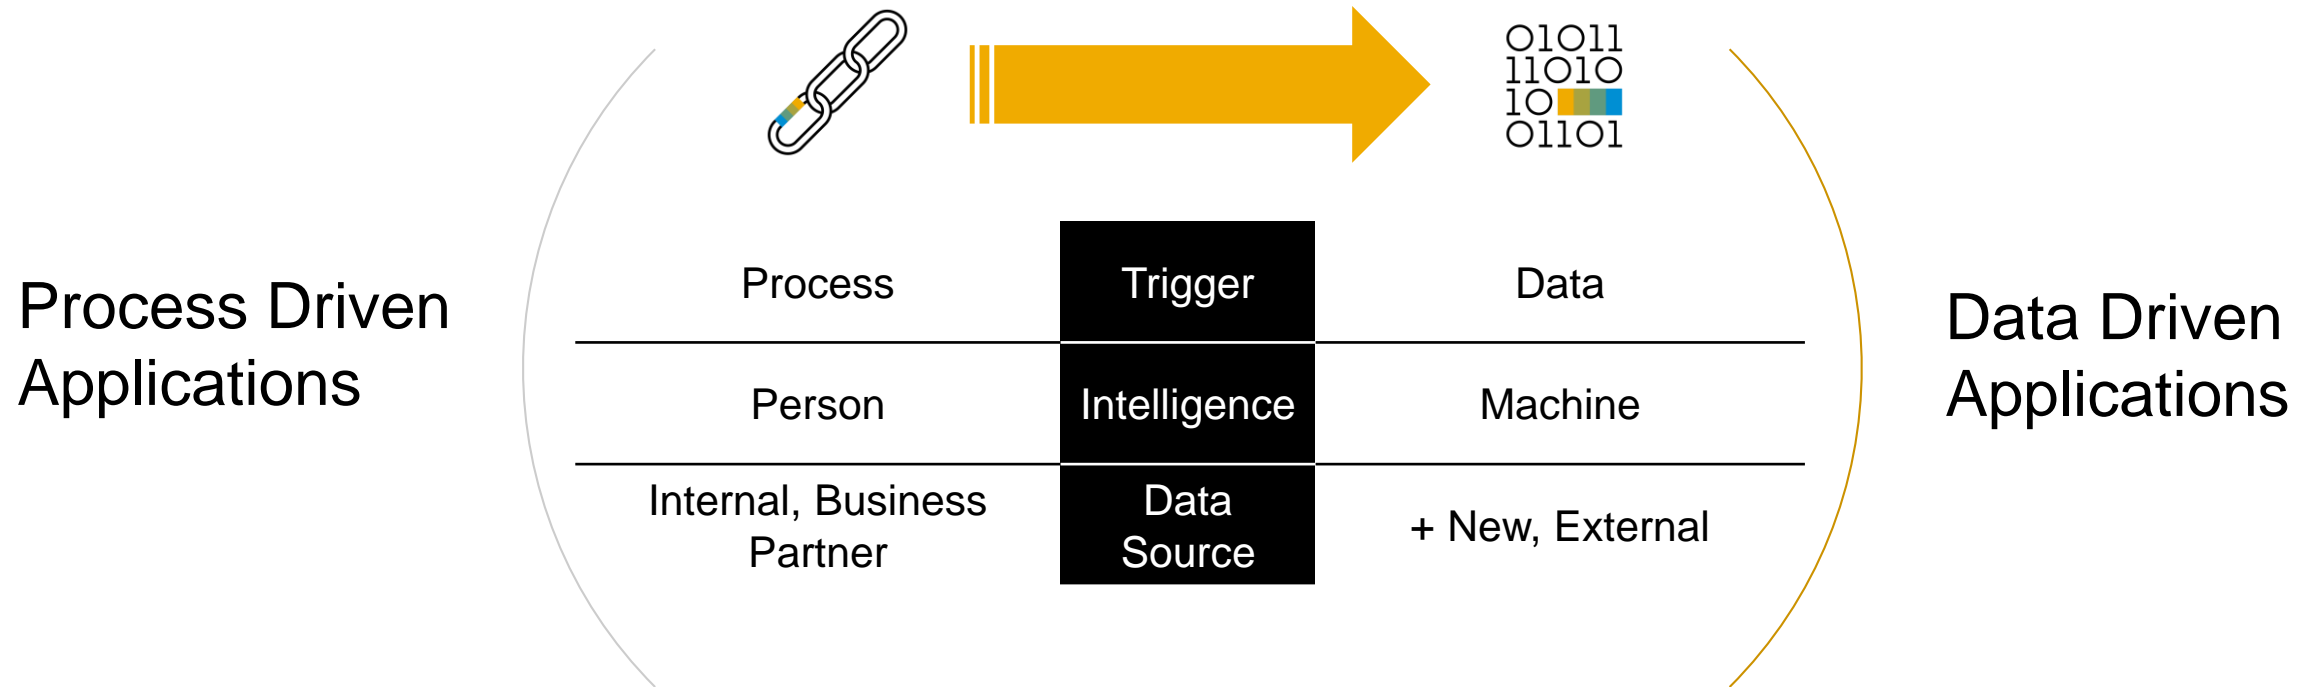 01011
11010
10
01101
Process Driven
Applications
Process
Trigger
Data
Person
Intelligence
Machine
Internal, Business
Partner
Data
Source
+ New, External
Data Driven
Applications